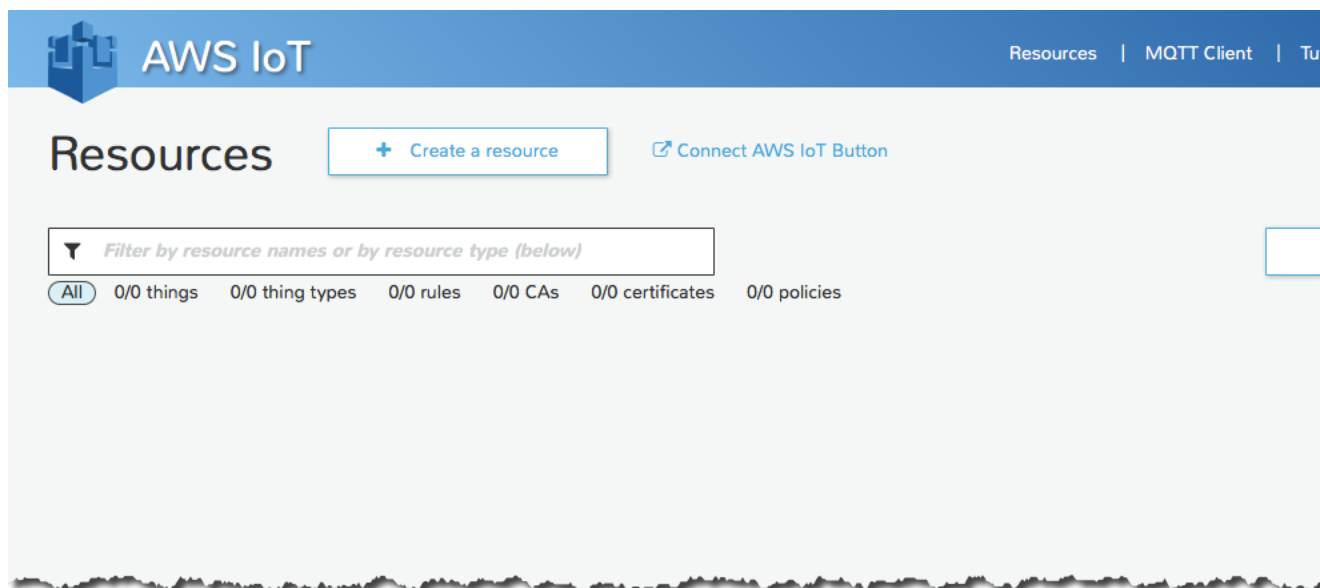 AWS IoT
Resources | MQTT Client | Tu
Resources
+ Create a resource
Connect AWS IoT Button
Filter by resource names or by resource type (below)
All 0/0 things 0/0 thing types 0/0 rules 0/0 CAs 0/0 certificates 0/0 policies